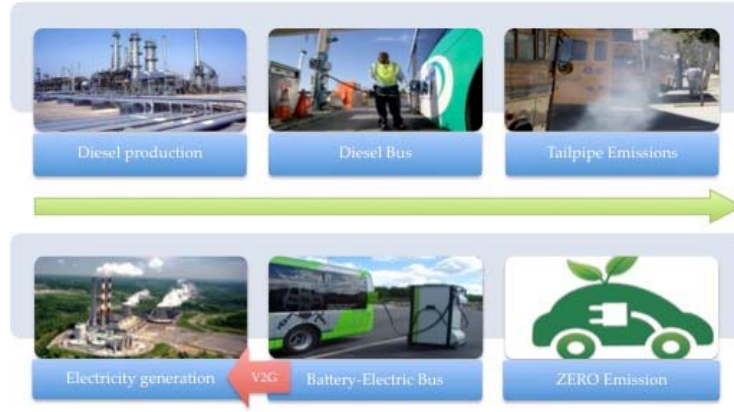 Diesel production
Diesel Bus
Tailpipe Emissions
Electricity generation
V2G
Battery-Electric Bus
ZERO Emission